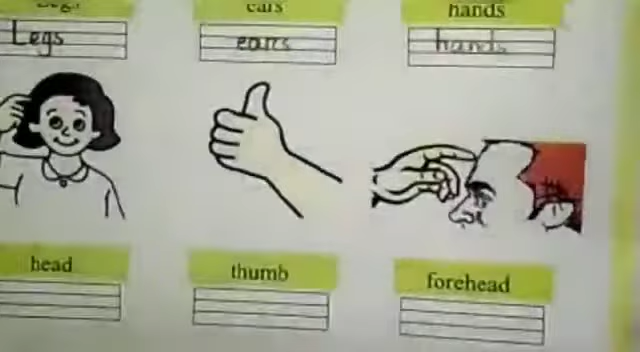 ears
hands
Legs
ears
hands
head
thumb
forehead